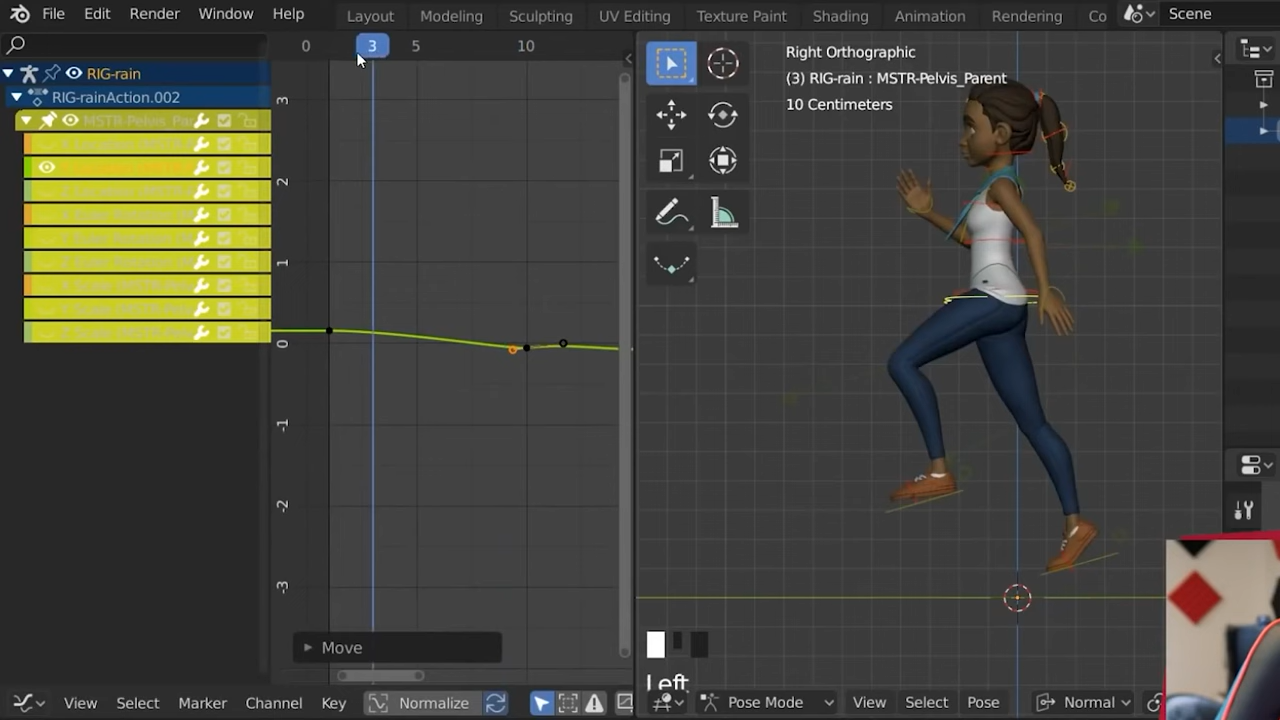 File Edit Render Window Help
Layout Modeling Sculpting UV Editing Texture Paint Shading Animation Rendering Co
Scene
0 3 5 10
RIG-rain
RIG-rainAction.002
MSTR-Pelvis_Par
3
2
1
0
-1
-2
-3
Right Orthographic
(3) RIG-rain : MSTR-Pelvis_Parent
10 Centimeters
Move
Left
View Select Marker Channel Key Normalize
Pose Mode View Select Pose Normal